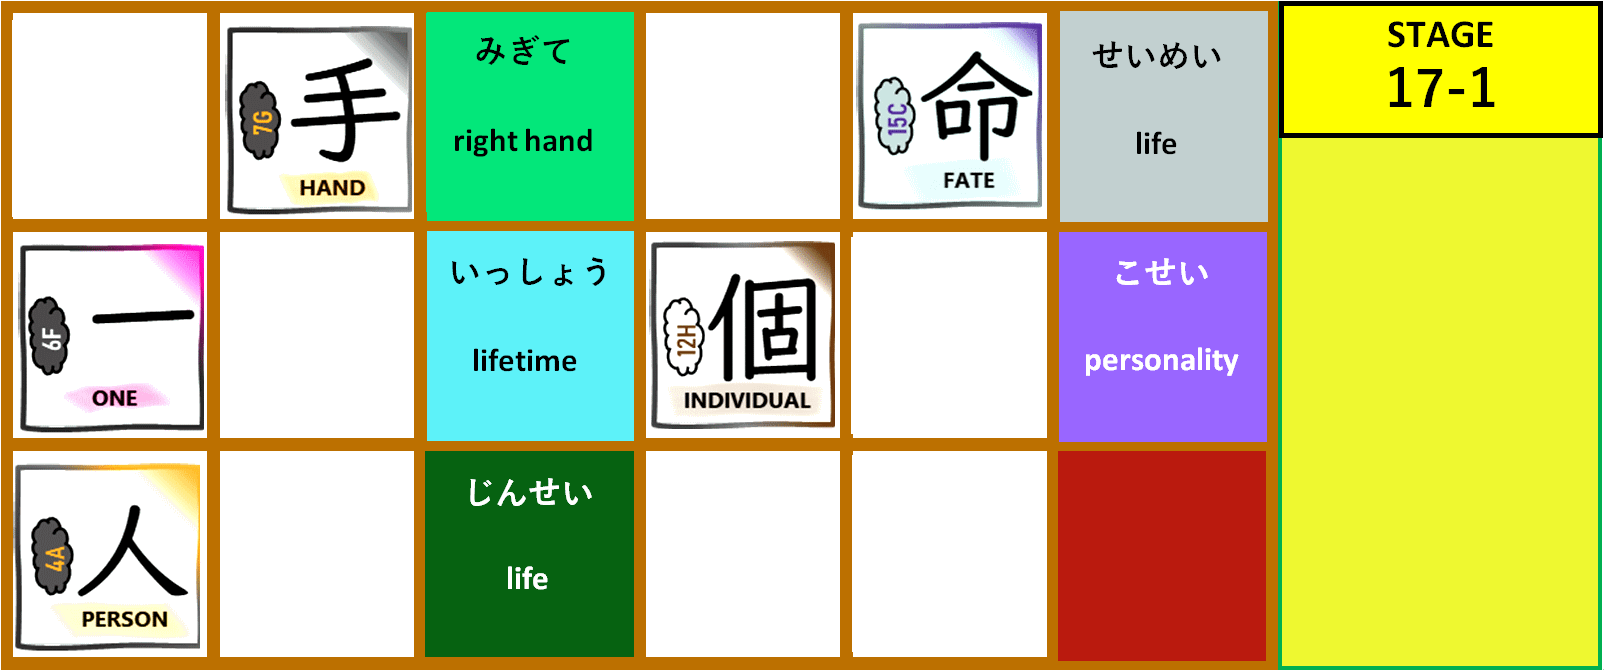 7G
手
HAND
みぎて
right hand
15C
命
FATE
せいめい
life
STAGE
17-1
6F
一
ONE
いっしょう
lifetime
12H
個
INDIVIDUAL
こせい
personality
4A
人
PERSON
じんせい
life